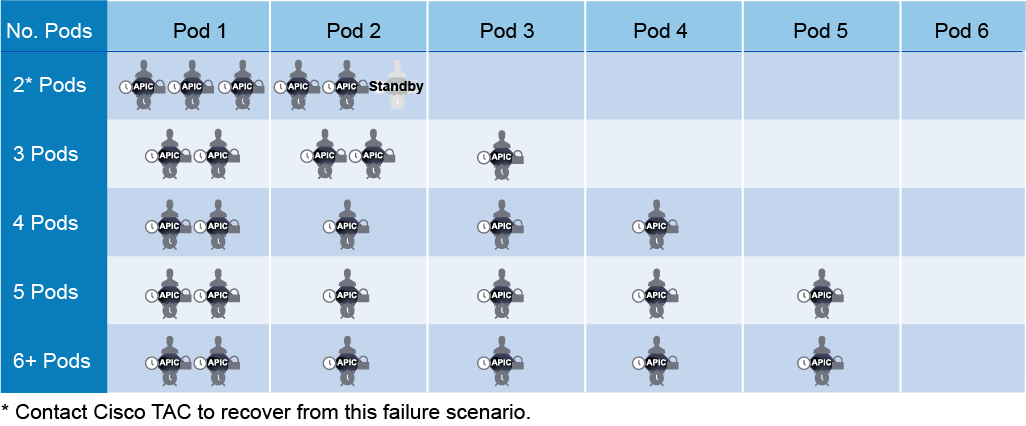 No. Pods Pod 1 Pod 2 Pod 3 Pod 4 Pod 5 Pod 6
2* Pods APIC APIC APIC APIC APIC Standby
3 Pods APIC APIC APIC APIC APIC
4 Pods APIC APIC APIC APIC APIC
5 Pods APIC APIC APIC APIC APIC APIC
6+ Pods APIC APIC APIC APIC APIC APIC
* Contact Cisco TAC to recover from this failure scenario.